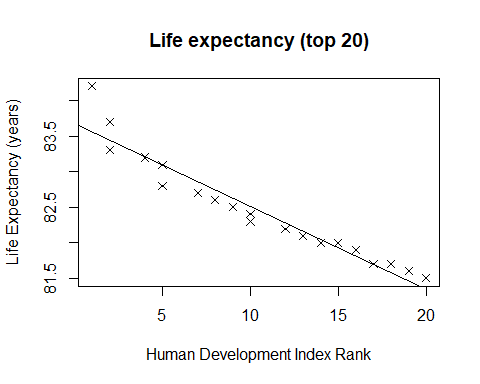 Life expectancy (top 20)
Life Expectancy (years)
83.5
82.5
81.5
5 10 15 20
Human Development Index Rank